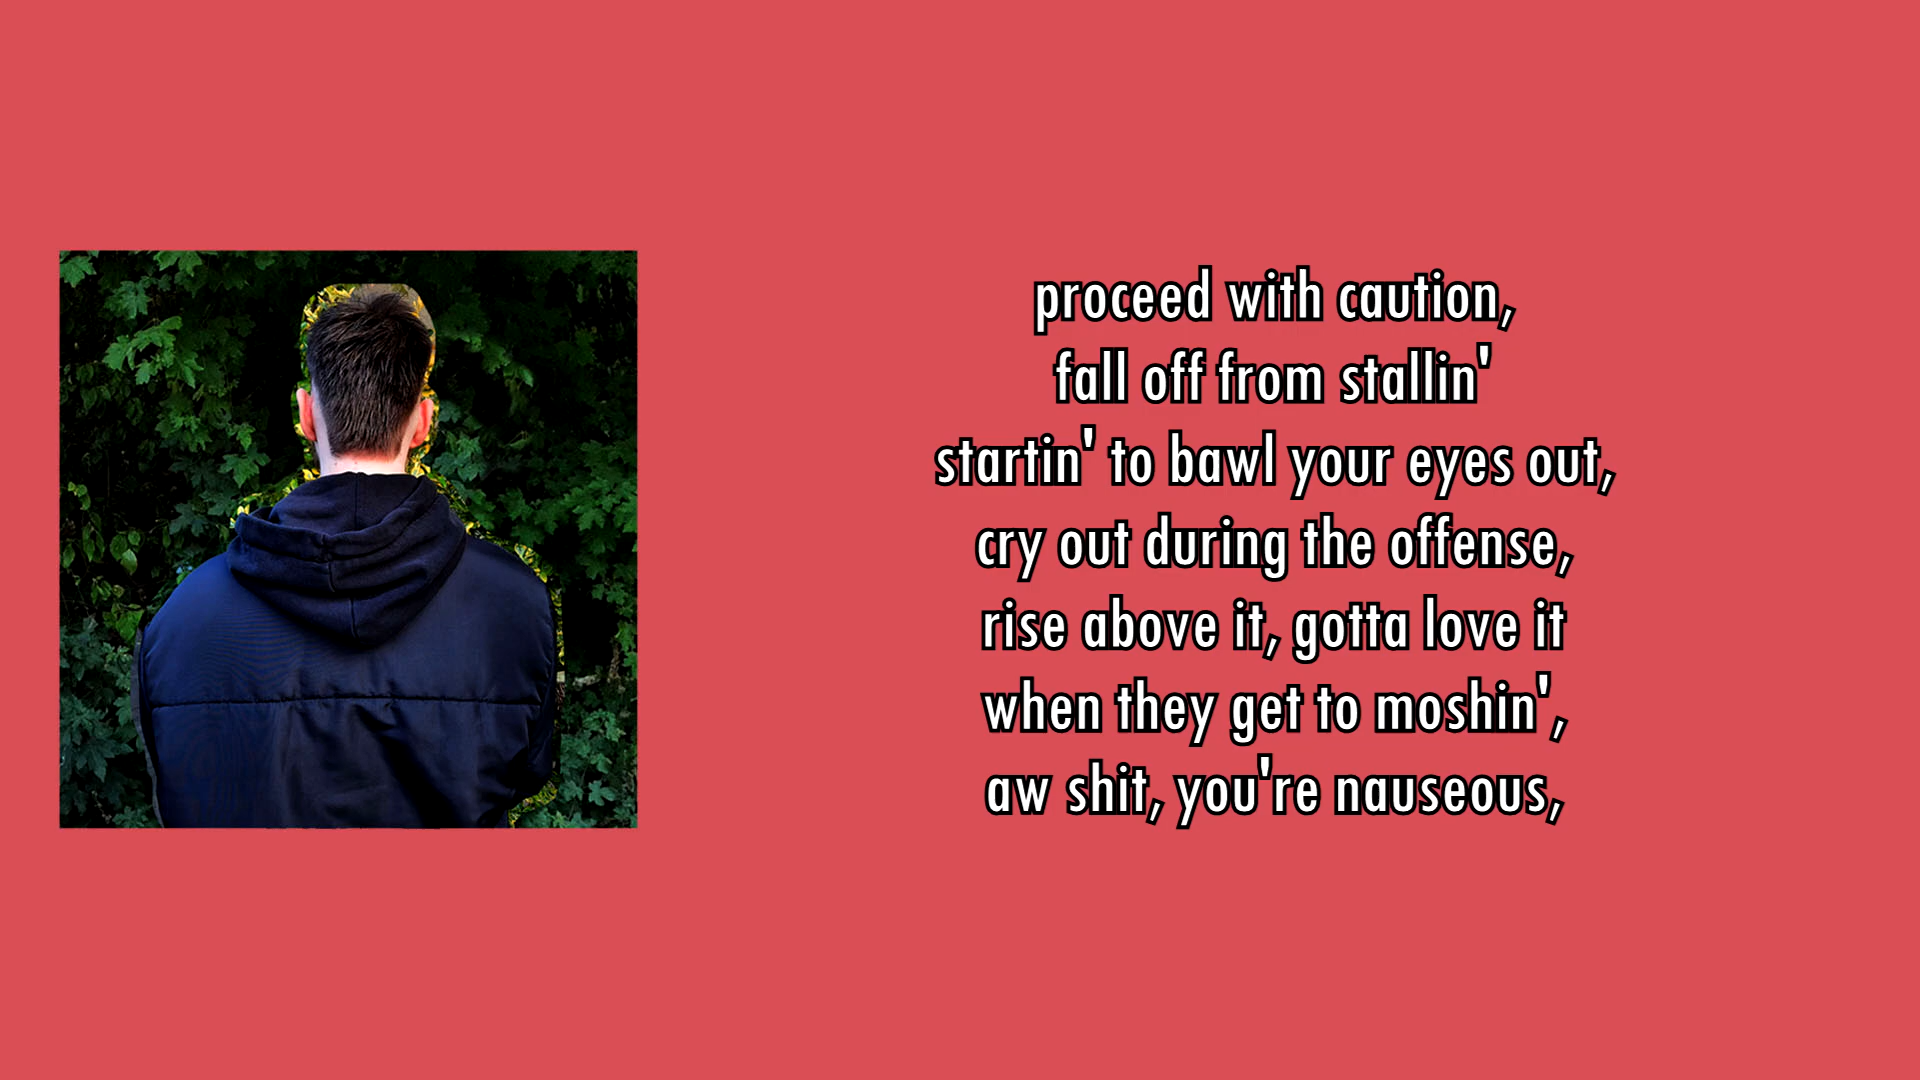 proceed with caution,
fall off from stallin'
startin' to bawl your eyes out,
cry out during the offense,
rise above it, gotta love it
when they get to moshin',
aw shit, you're nauseous,